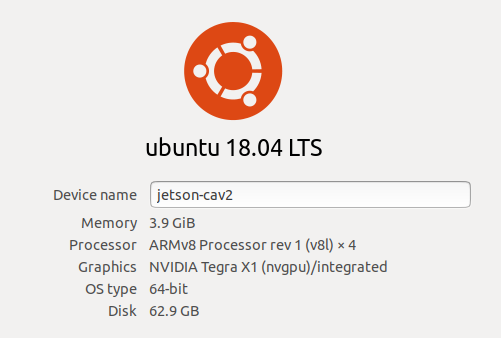 ubuntu 18.04 LTS
Device name jetson-cav2
Memory 3.9 GiB
Processor ARMv8 Processor rev 1 (v8l) × 4
Graphics NVIDIA Tegra X1 (nvgpu)/integrated
OS type 64-bit
Disk 62.9 GB